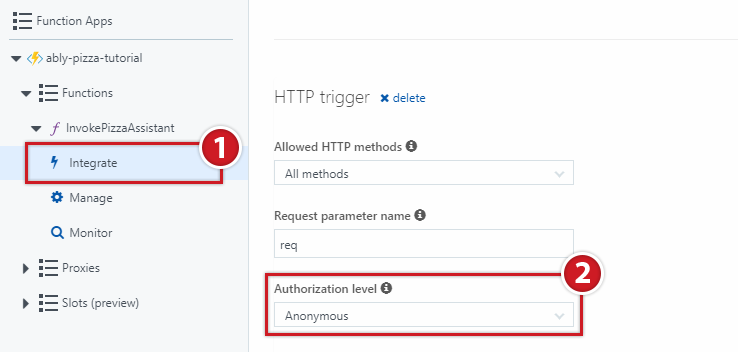 Function Apps
ably-pizza-tutorial
Functions
InvokePizzaAssistant
Integrate
1
Manage
Monitor
Proxies
Slots (preview)
HTTP trigger delete
Allowed HTTP methods
All methods
Request parameter name
req
2
Authorization level
Anonymous